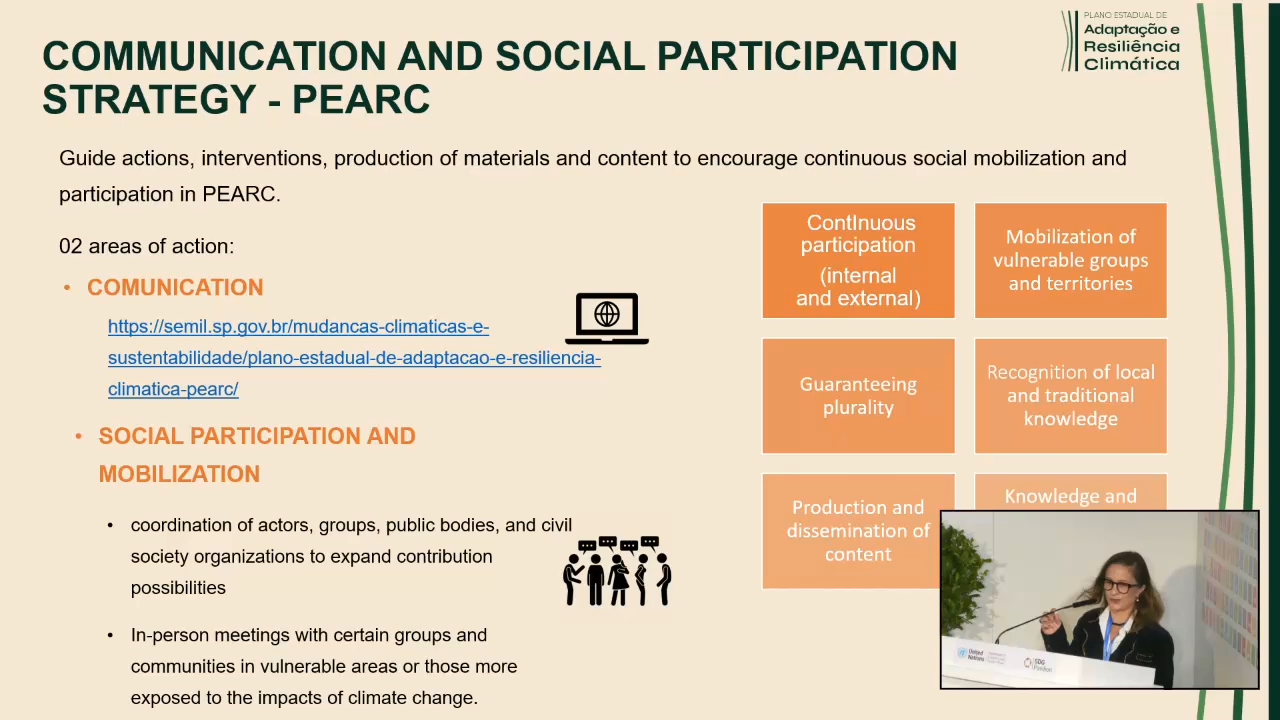 COMMUNICATION AND SOCIAL PARTICIPATION
STRATEGY - PEARC
PLANO ESTADUAL DE
Adaptação e
Resiliência
Climática
Guide actions, interventions, production of materials and content to encourage continuous social mobilization and
participation in PEARC.
02 areas of action:
• COMUNICATION
https://semil.sp.gov.br/mudancas-climaticas-e-
sustentabilidade/plano-estadual-de-adaptacao-e-resiliencia-
climatica-pearc/
• SOCIAL PARTICIPATION AND
MOBILIZATION
• coordination of actors, groups, public bodies, and civil
society organizations to expand contribution
possibilities
• In-person meetings with certain groups and
communities in vulnerable areas or those more
exposed to the impacts of climate change.
ContInuous
participation
(internal
and external)
Mobilization of
vulnerable groups
and territories
Guaranteeing
plurality
Recognition of local
and traditional
knowledge
Production and
dissemination of
content
Knowledge and
United
Nations
SDG
Pavilion